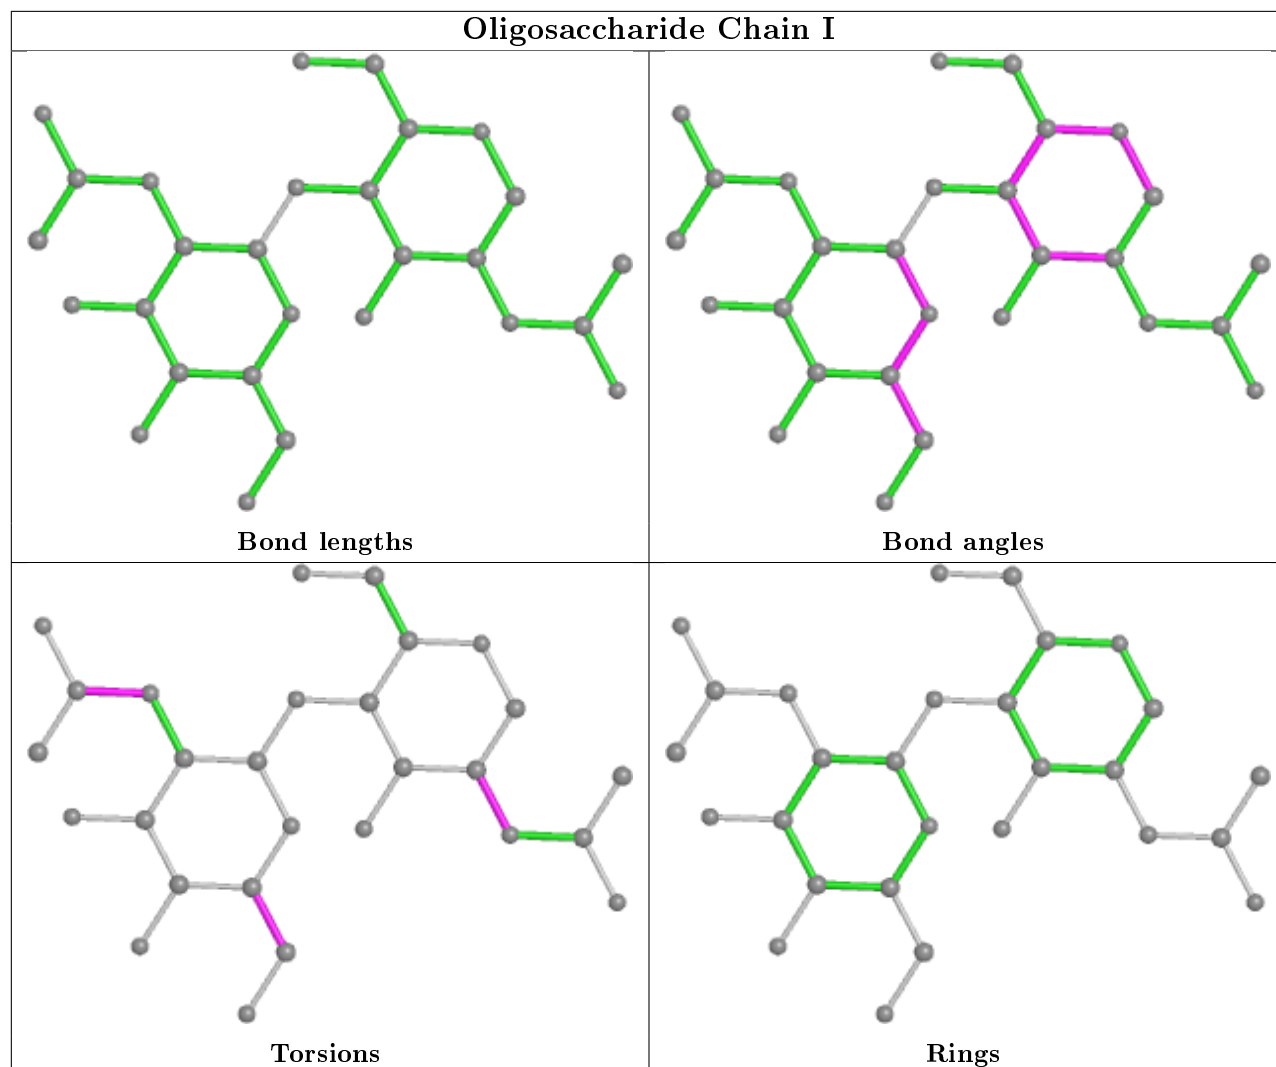 Oligosaccharide Chain I
Bond lengths
Bond angles
Torsions
Rings